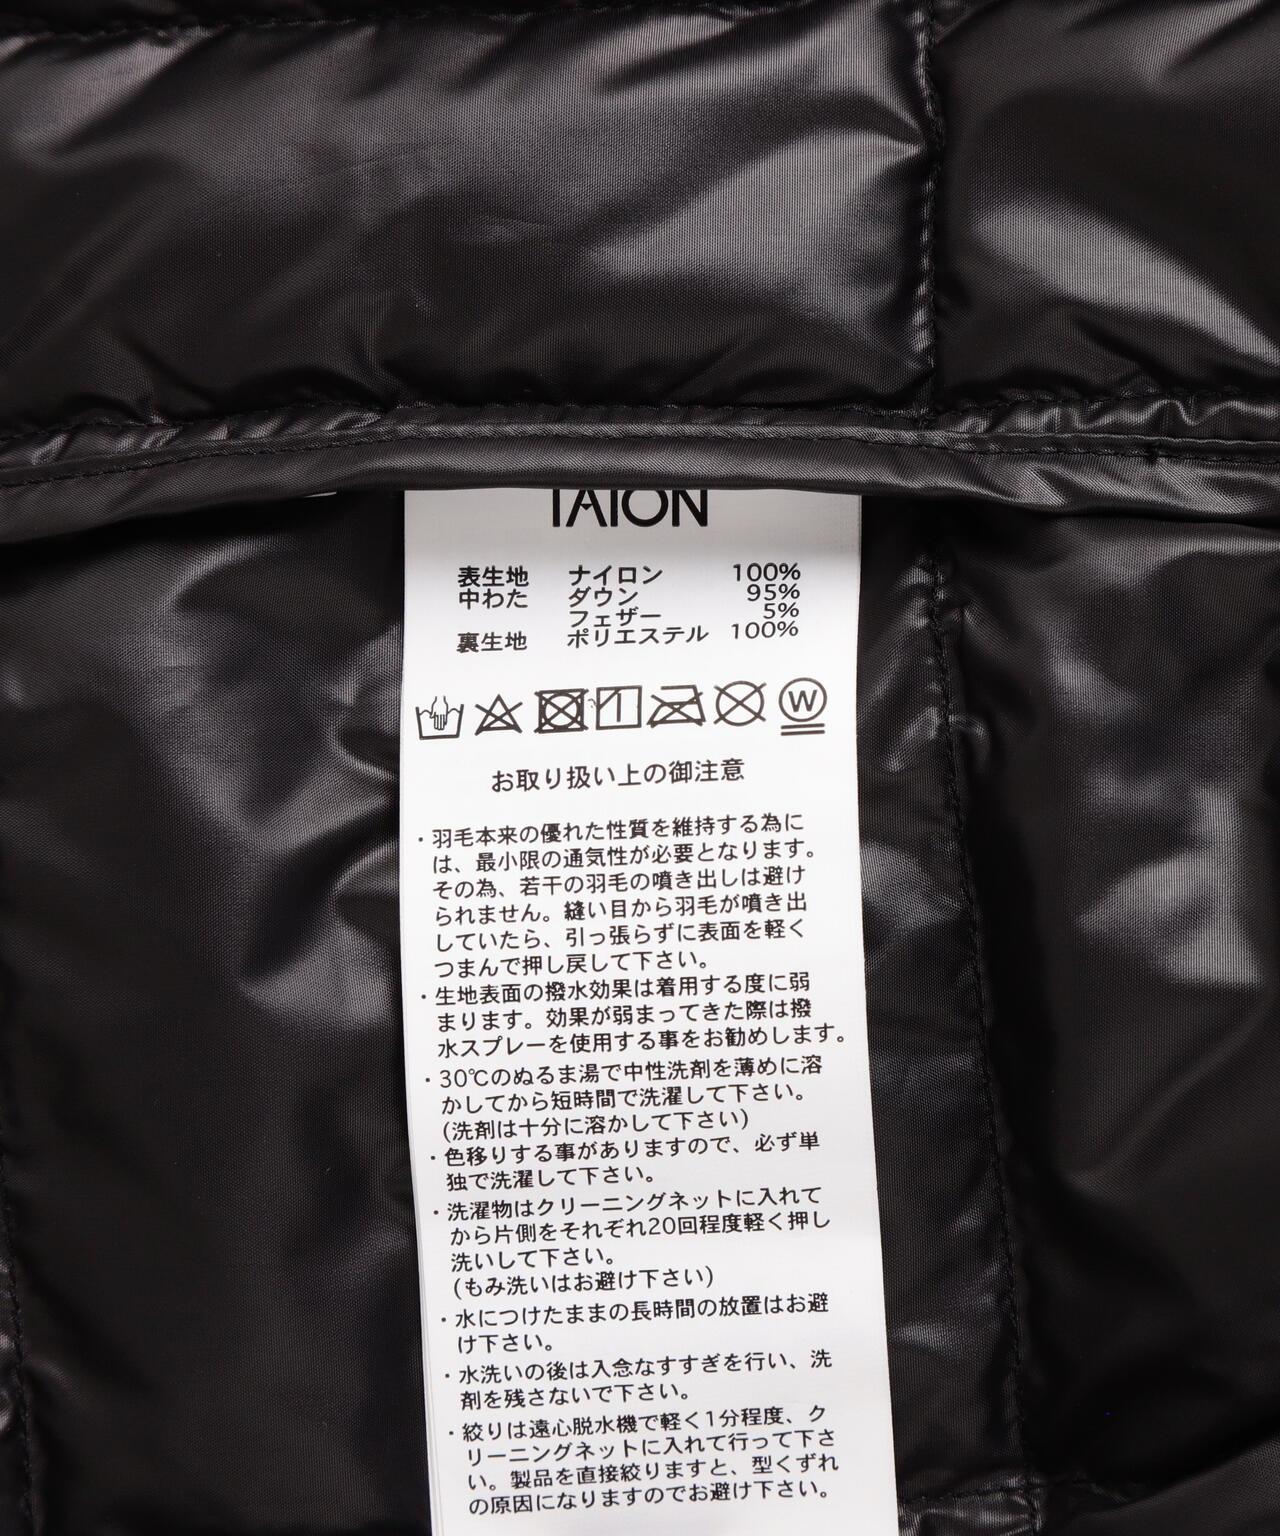 TAION
表生地 ナイロン 100%
中わた ダウン 95%
フェザー 5%
裏生地 ポリエステル 100%
W
お取り扱い上の御注意
・羽毛本来の優れた性質を維持する為に
は、最小限の通気性が必要となります。
その為、若干の羽毛の噴き出しは避け
られません。縫い目から羽毛が噴き出
していたら、引っ張らずに表面を軽く
つまんで押し戻して下さい。
・生地表面の撥水効果は着用する度に弱
まります。効果が弱まってきた際は撥
水スプレーを使用する事をお勧めします。
・30℃のぬるま湯で中性洗剤を薄めに溶
かしてから短時間で洗濯して下さい。
(洗剤は十分に溶かして下さい)
・色移りする事がありますので、必ず単
独で洗濯して下さい。
・洗濯物はクリーニングネットに入れて
から片側をそれぞれ20回程度軽く押し
洗いして下さい。
(もみ洗いはお避け下さい)
・水につけたままの長時間の放置はお避
け下さい。
・水洗いの後は入念なすすぎを行い、洗
剤を残さないで下さい。
・絞りは遠心脱水機で軽く1分程度、ク
リーニングネットに入れて行って下さ
い。製品を直接絞りますと、型くずれ
の原因になりますのでお避け下さい。